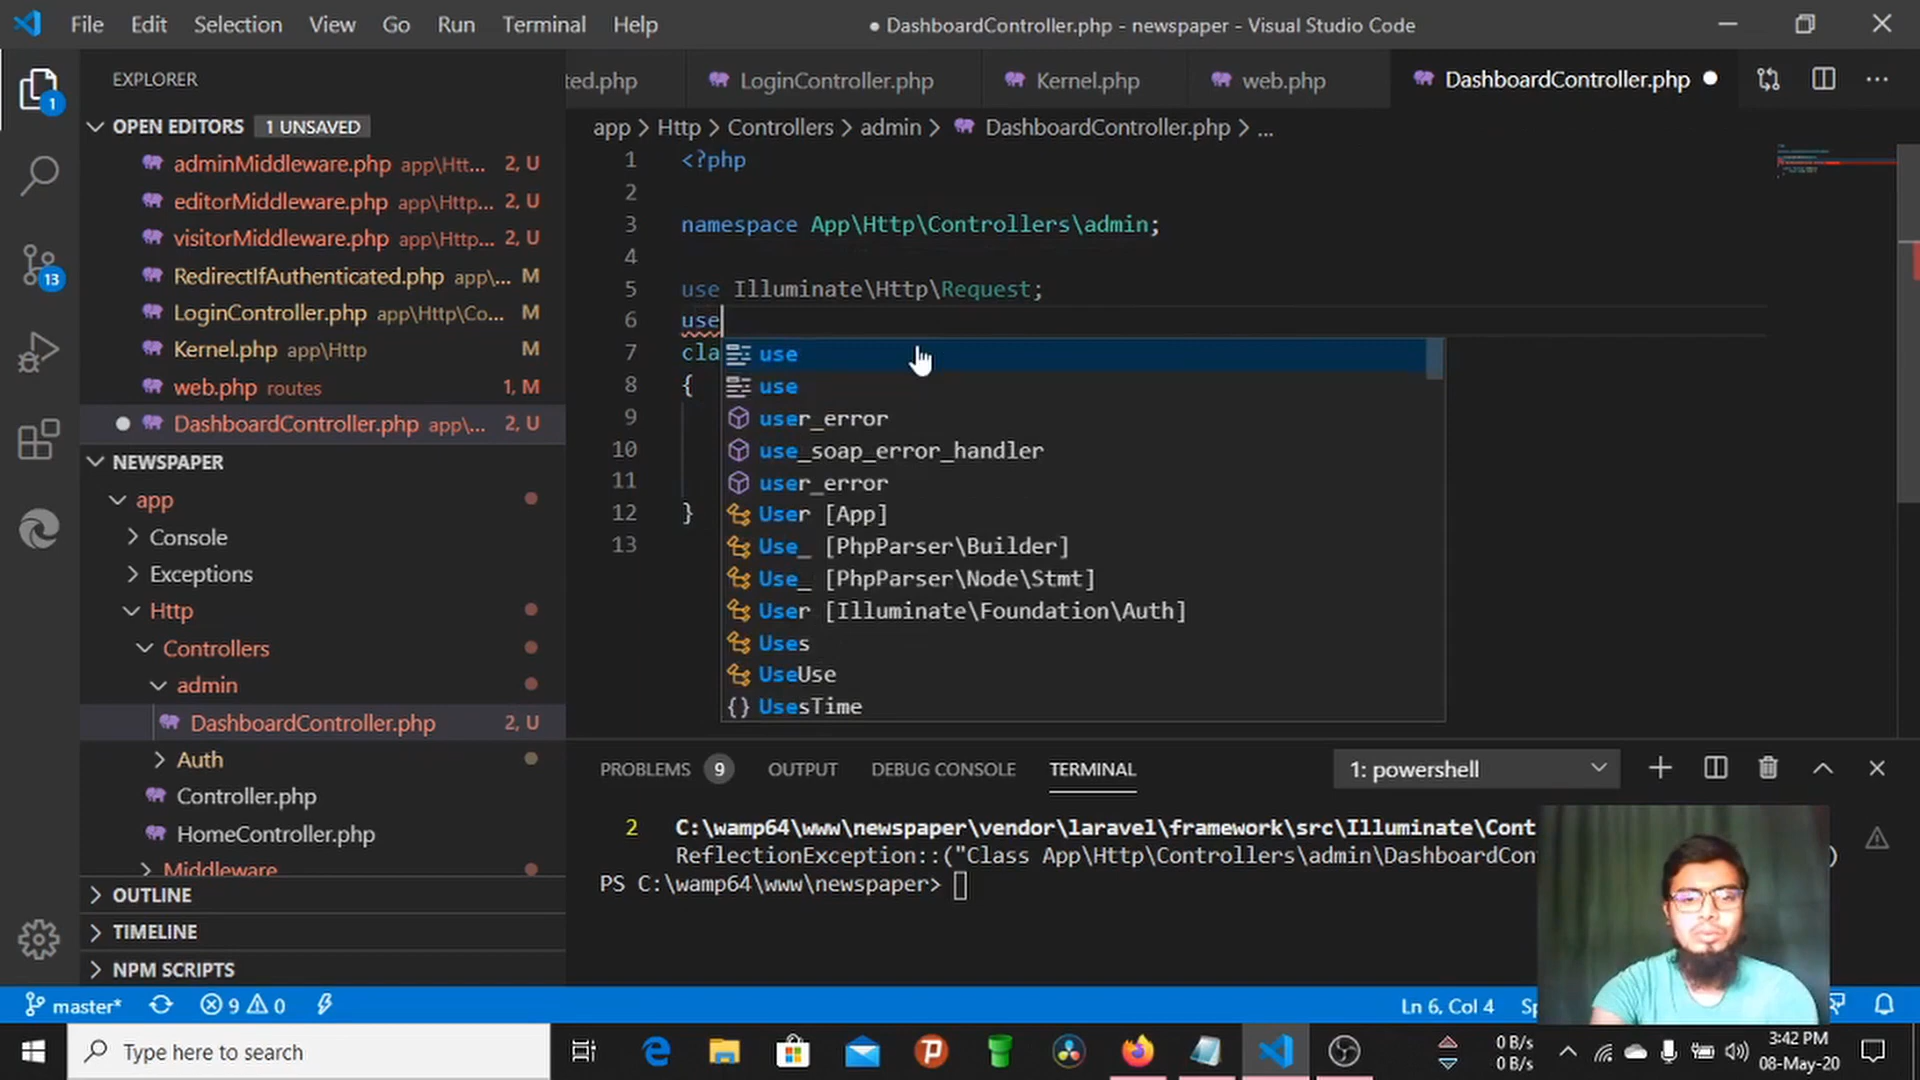 File Edit Selection View Go Run Terminal Help
● DashboardController.php - newspaper - Visual Studio Code
EXPLORER
ted.php LoginController.php Kernel.php web.php DashboardController.php
OPEN EDITORS 1 UNSAVED
adminMiddleware.php app\Htt... 2, U
editorMiddleware.php app\Http... 2, U
visitorMiddleware.php app\Http... 2, U
RedirectIfAuthenticated.php app\... M
LoginController.php app\Http\Co... M
Kernel.php app\Http M
web.php routes 1, M
DashboardController.php app\... 2, U
NEWSPAPER
app
Console
Exceptions
Http
Controllers
admin
DashboardController.php 2, U
Auth
Controller.php
HomeController.php
Middleware
OUTLINE
TIMELINE
NPM SCRIPTS
1
13
app > Http > Controllers > admin > DashboardController.php > ...
1 <?php
2
3 namespace App\Http\Controllers\admin;
4
5 use Illuminate\Http\Request;
6 use
7 cla
8 {
9
10
11
12 }
13
use
use
user_error
use_soap_error_handler
user_error
User [App]
Use_ [PhpParser\Builder]
Use_ [PhpParser\Node\Stmt]
User [Illuminate\Foundation\Auth]
Uses
UseUse
{} UsesTime
PROBLEMS 9 OUTPUT DEBUG CONSOLE TERMINAL 1: powershell
2 C:\wamp64\www\newspaper\vendor\laravel\framework\src\Illuminate\Cont
ReflectionException::("Class App\Http\Controllers\admin\DashboardCon )
PS C:\wamp64\www\newspaper>
master* 9 0 Ln 6, Col 4 Sp
Type here to search
0 B/s
0 B/s
3:42 PM
08-May-20